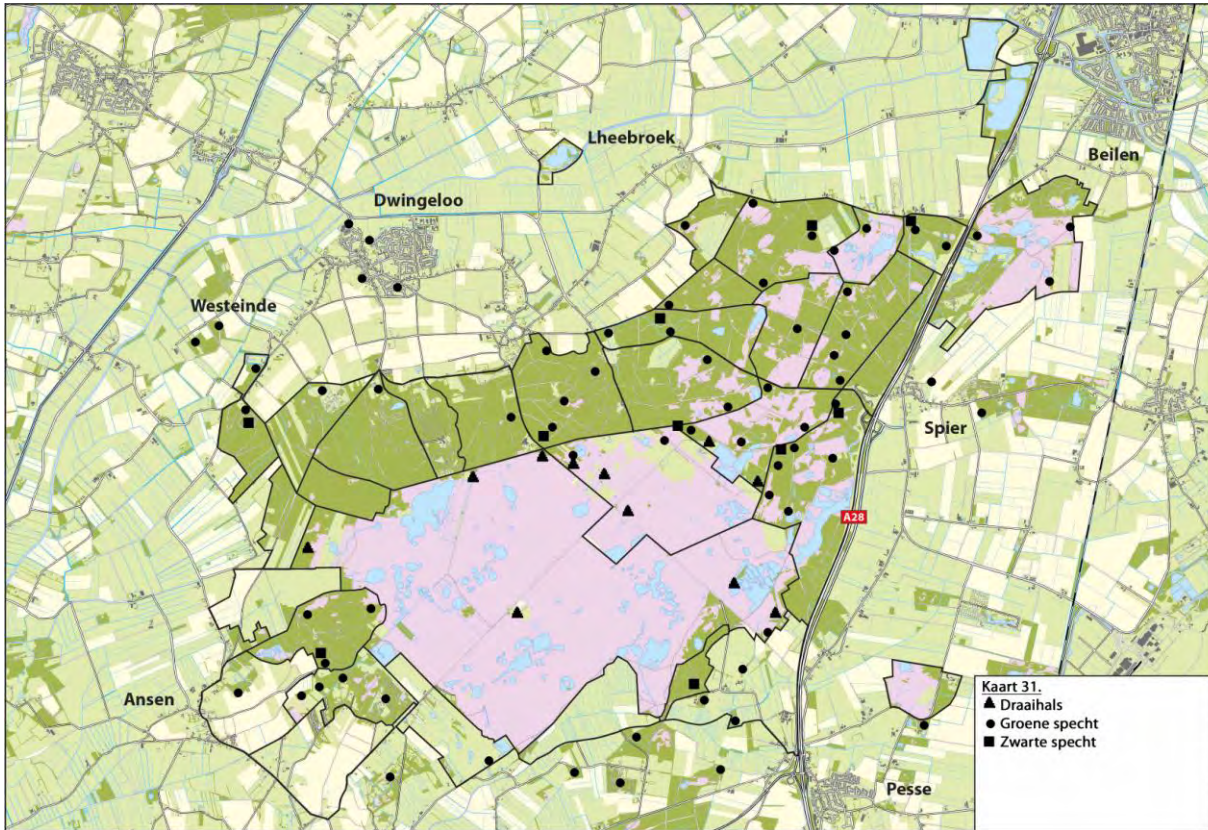 Lheebroek
Beilen
Dwingeloo
Westeinde
Spier
A28
Ansen
Pesse
Kaart 31.
Draaihals
Groene specht
Zwarte specht